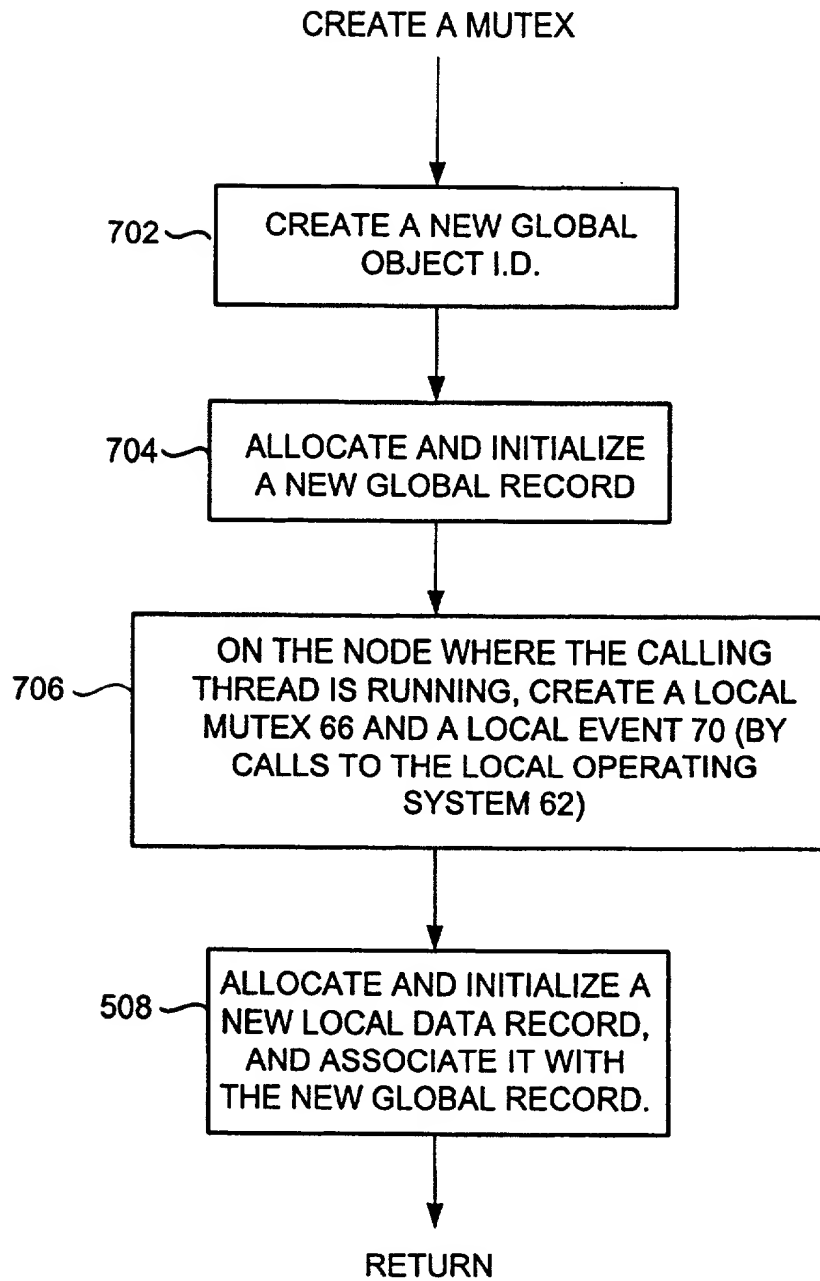 CREATE A MUTEX
702
CREATE A NEW GLOBAL
OBJECT I.D.
704
ALLOCATE AND INITIALIZE
A NEW GLOBAL RECORD
706
ON THE NODE WHERE THE CALLING
THREAD IS RUNNING, CREATE A LOCAL
MUTEX 66 AND A LOCAL EVENT 70 (BY
CALLS TO THE LOCAL OPERATING
SYSTEM 62)
508
ALLOCATE AND INITIALIZE A
NEW LOCAL DATA RECORD,
AND ASSOCIATE IT WITH
THE NEW GLOBAL RECORD.
RETURN